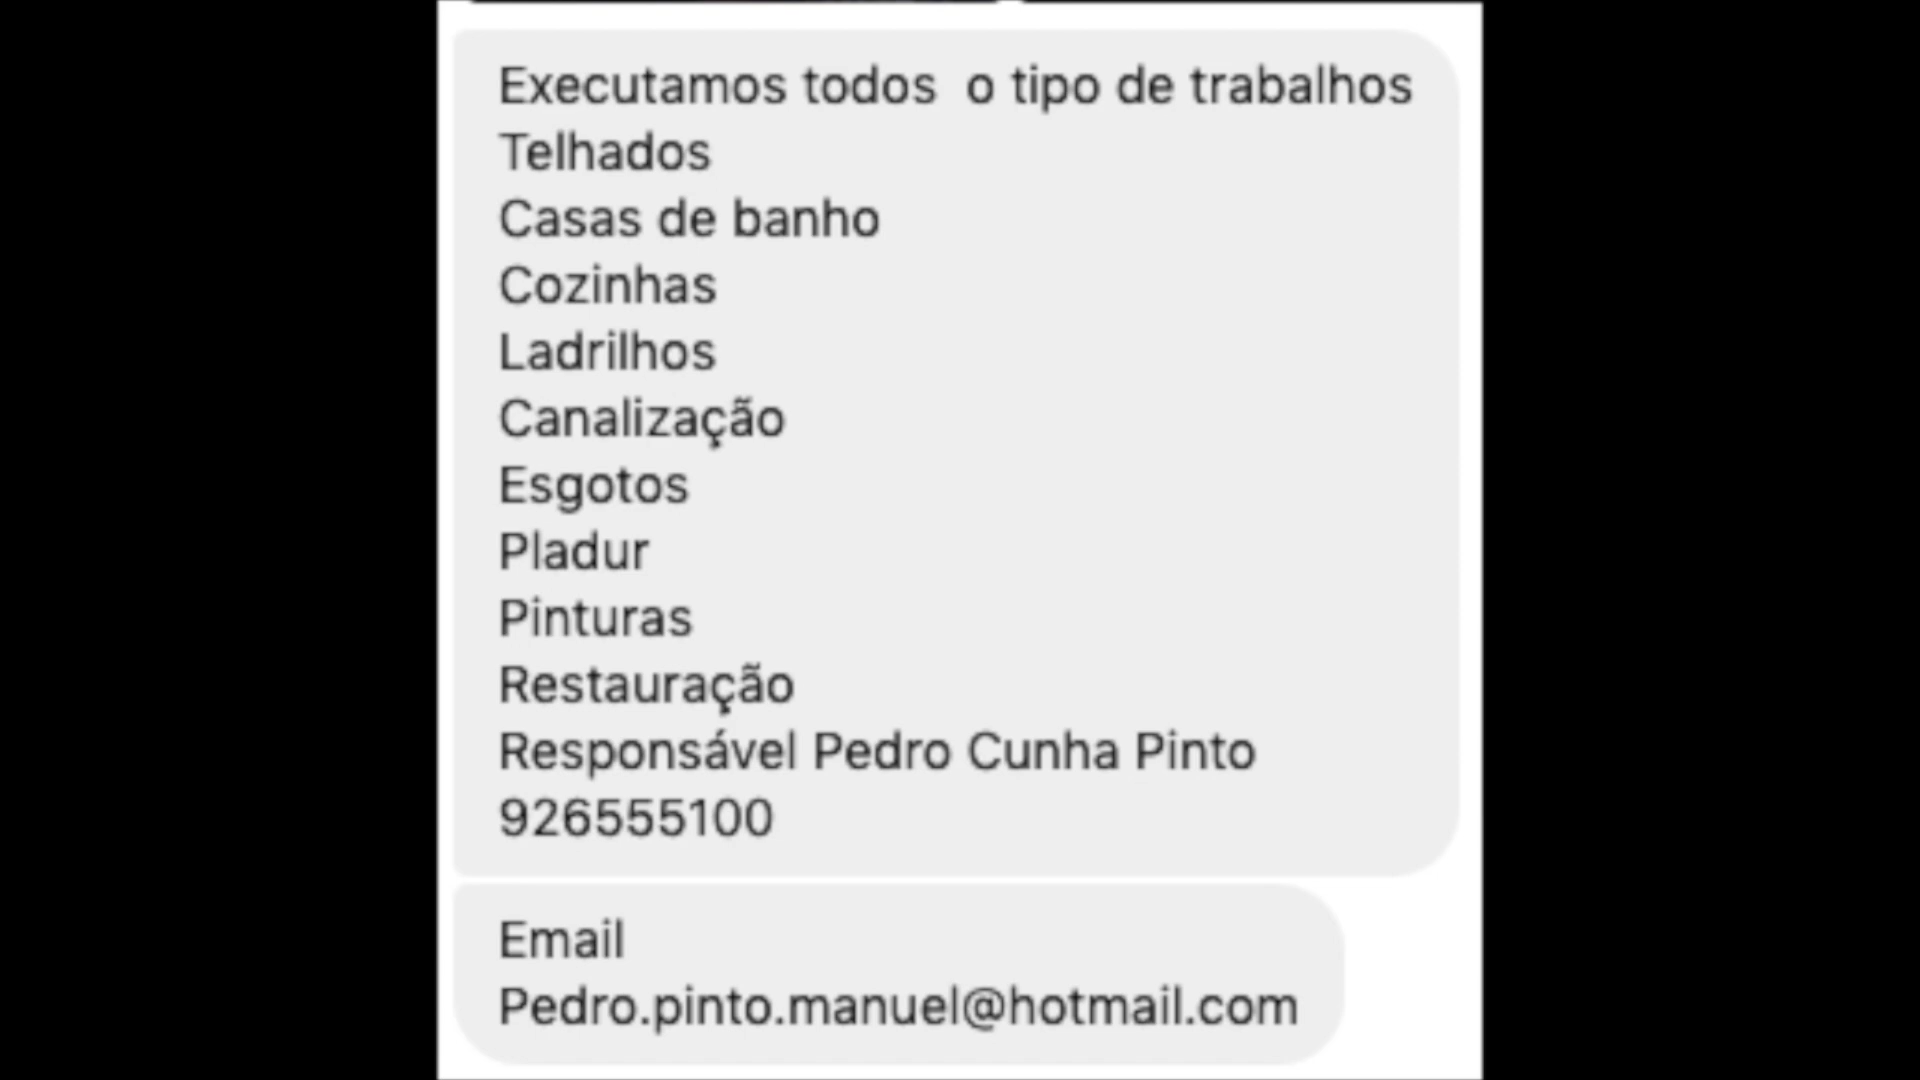 Executamos todos  o tipo de trabalhos
Telhados
Casas de banho
Cozinhas
Ladrilhos
Canalização
Esgotos
Pladur
Pinturas
Restauração
Responsável Pedro Cunha Pinto
926555100
Email
Pedro.pinto.manuel@hotmail.com